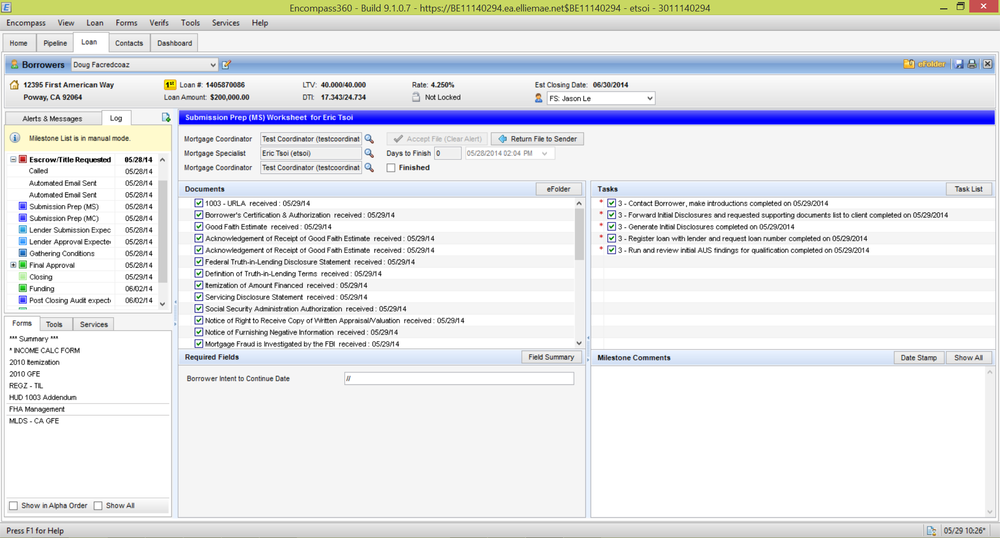 Encompass360 - Build 9.1.0.7 - https://BE11140294.ea.elliemae.net$BE11140294 - etsoi - 3011140294
Encompass View Loan Forms Verifs Tools Services Help
Home Pipeline Loan Contacts Dashboard
Borrowers Doug Facredcoaz eFolder
12395 First American Way 1st Loan #: 1405870086 LTV: 40.000/40.000 Rate: 4.250% Est Closing Date: 06/30/2014
Poway, CA 92064 Loan Amount: $200,000.00 DTI: 17.343/24.734 Not Locked FS: Jason Le
Alerts & Messages Log
Milestone List is in manual mode.
Escrow/Title Requested 05/28/14
Called 05/28/14
Automated Email Sent 05/28/14
Automated Email Sent 05/28/14
Submission Prep (MS) 05/28/14
Submission Prep (MC) 05/28/14
Lender Submission Expec 05/28/14
Lender Approval Expecte 05/28/14
Gathering Conditions 05/28/14
Final Approval 05/28/14
Closing 05/29/14
Funding 06/02/14
Post Closing Audit expect 06/02/14
Forms Tools Services
*** Summary ***
* INCOME CALC FORM
2010 Itemization
2010 GFE
REGZ - TIL
HUD 1003 Addendum
FHA Management
MLDS - CA GFE
Show in Alpha Order Show All
Submission Prep (MS) Worksheet for Eric Tsoi
Mortgage Coordinator Test Coordinator (testcoordinat Accept File (Clear Alert) Return File to Sender
Mortgage Specialist Eric Tsoi (etsoi) Days to Finish 0 05/28/2014 02:04 PM
Mortgage Coordinator Test Coordinator (testcoordinat Finished
Documents eFolder
1003 - URLA received : 05/29/14
Borrower's Certification & Authorization received : 05/29/14
Good Faith Estimate received : 05/29/14
Acknowledgement of Receipt of Good Faith Estimate received : 05/29/14
Acknowledgement of Receipt of Good Faith Estimate received : 05/29/14
Federal Truth-in-Lending Disclosure Statement received : 05/29/14
Definition of Truth-in-Lending Terms received : 05/29/14
Itemization of Amount Financed received : 05/29/14
Servicing Disclosure Statement received : 05/29/14
Social Security Administration Authorization received : 05/29/14
Notice of Right to Receive Copy of Written Appraisal/Valuation received : 05/29/14
Notice of Furnishing Negative Information received : 05/29/14
Mortgage Fraud is Investigated by the FBI received : 05/29/14
Tasks Task List
* 3 - Contact Borrower, make introductions completed on 05/29/2014
* 3 - Forward Initial Disclosures and requested supporting documents list to client completed on 05/29/2014
* 3 - Generate Initial Disclosures completed on 05/29/2014
* 3 - Register loan with lender and request loan number completed on 05/29/2014
* 3 - Run and review initial AUS findings for qualification completed on 05/29/2014
Required Fields Field Summary
Borrower Intent to Continue Date //
Milestone Comments Date Stamp Show All
Press F1 for Help 05/29 10:26*